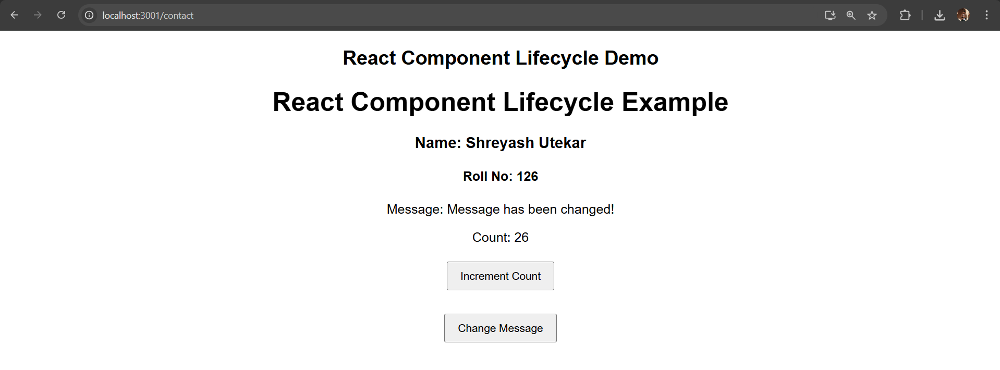 localhost:3001/contact
React Component Lifecycle Demo
React Component Lifecycle Example
Name: Shreyash Utekar
Roll No: 126
Message: Message has been changed!
Count: 26
Increment Count
Change Message